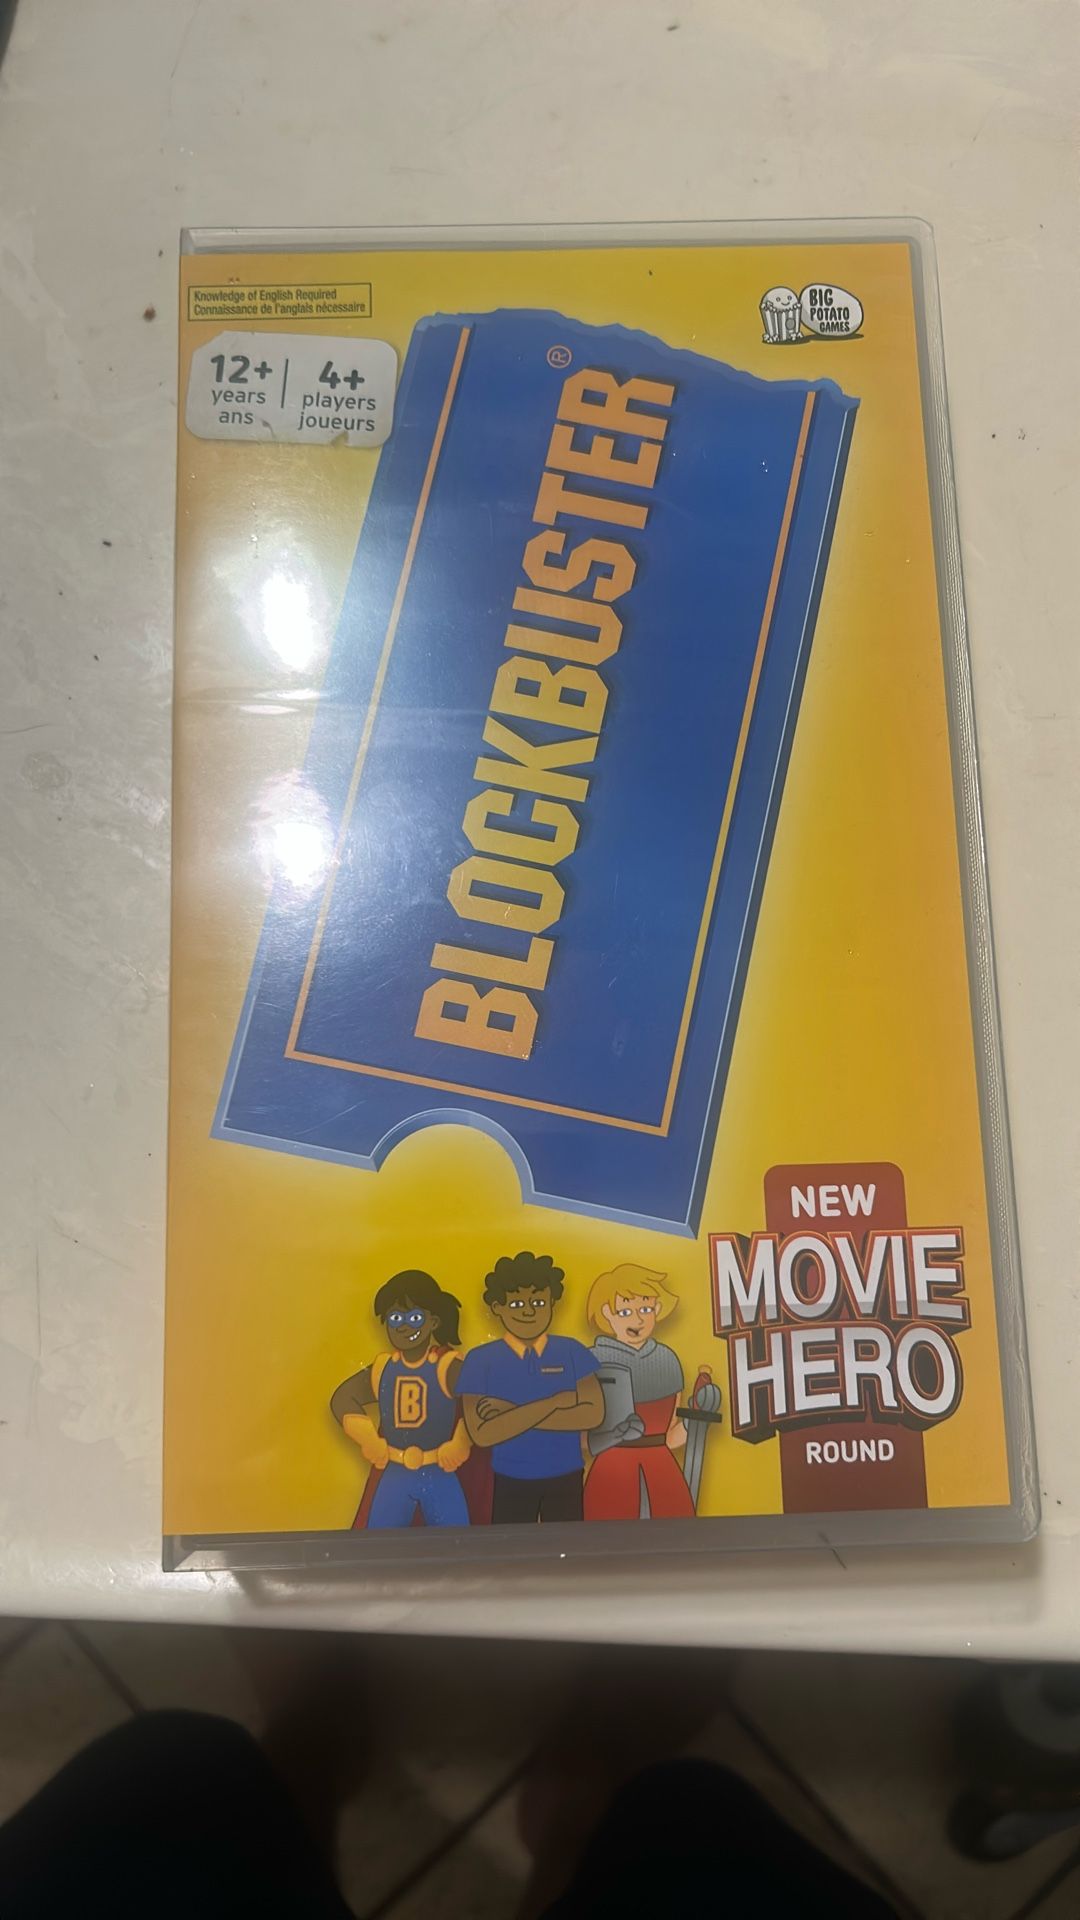 Knowledge of English Required
Connaissance de l'anglais nécessaire
12+
years
ans
4+
players
joueurs
BIG
POTATO
GAMES
BLOCKBUSTER®
B
NEW
MOVIE
HERO
ROUND